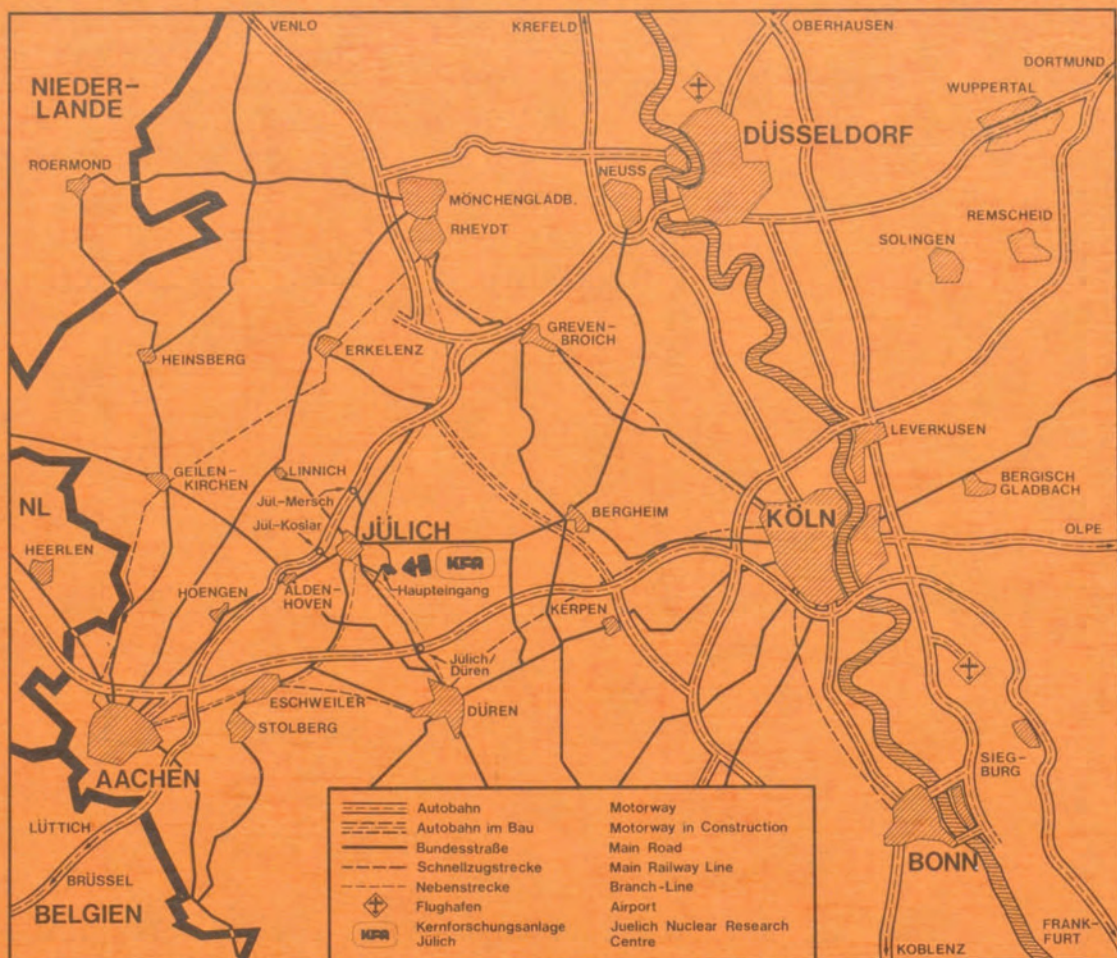 VENLO
KREFELD
OBERHAUSEN
DORTMUND
WUPPERTAL
NIEDER-
LANDE
DÜSSELDORF
ROERMOND
MÖNCHENGLADB.
NEUSS
RHEYDT
REMSCHEID
SOLINGEN
GREVEN-
BROICH
HEINSBERG
ERKELENZ
LEVERKUSEN
GEILEN-
KIRCHEN
LINNICH
Jül.-Mersch
BERGISCH
GLADBACH
NL
Jül.-Koslar
JÜLICH
BERGHEIM
KÖLN
HEERLEN
KFA
OLPE
HOENGEN
ALDEN-
HOVEN
Haupteingang
KERPEN
Jülich/
Düren
ESCHWEILER
DÜREN
STOLBERG
AACHEN
SIEG-
BURG
LÜTTICH
BONN
BRÜSSEL
BELGIEN
FRANK-
FURT
KOBLENZ
Autobahn Motorway
Autobahn im Bau Motorway in Construction
Bundesstraße Main Road
Schnellzugstrecke Main Railway Line
Nebenstrecke Branch-Line
Flughafen Airport
KFA Kernforschungsanlage Juelich Nuclear Research
Jülich Centre